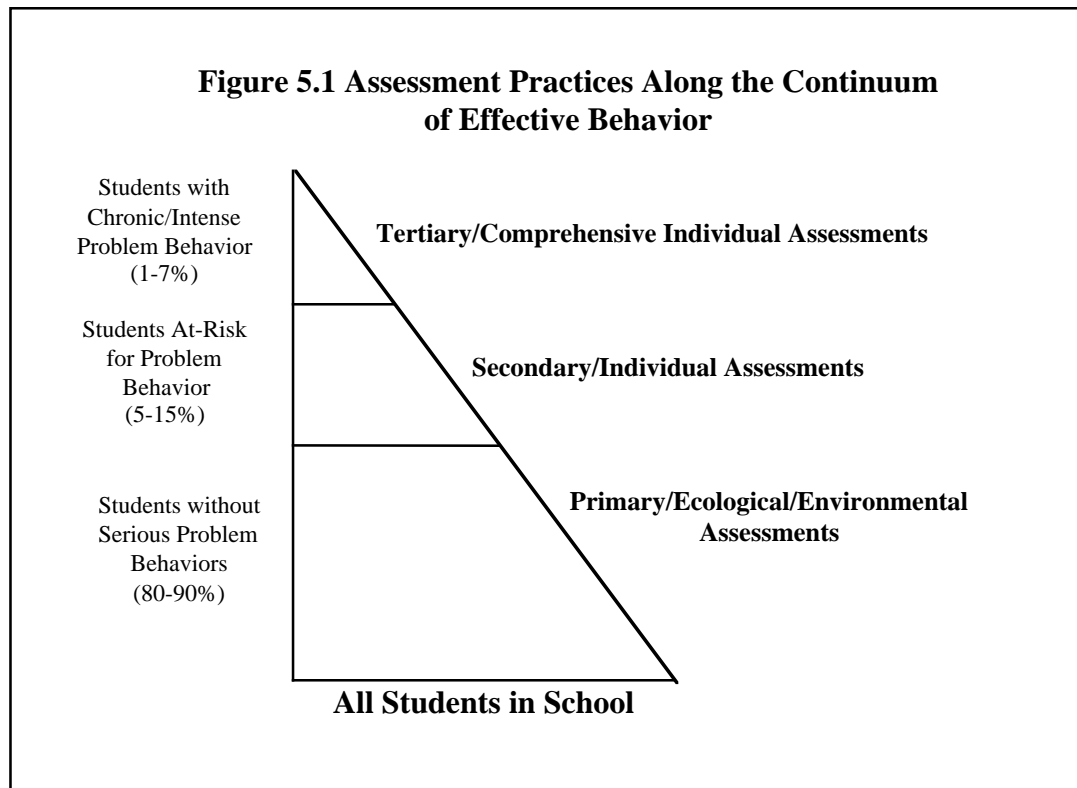 Figure 5.1 Assessment Practices Along the Continuum
of Effective Behavior
Students with
Chronic/Intense
Problem Behavior
(1-7%)
Tertiary/Comprehensive Individual Assessments
Students At-Risk
for Problem
Behavior
(5-15%)
Secondary/Individual Assessments
Students without
Serious Problem
Behaviors
(80-90%)
Primary/Ecological/Environmental
Assessments
All Students in School